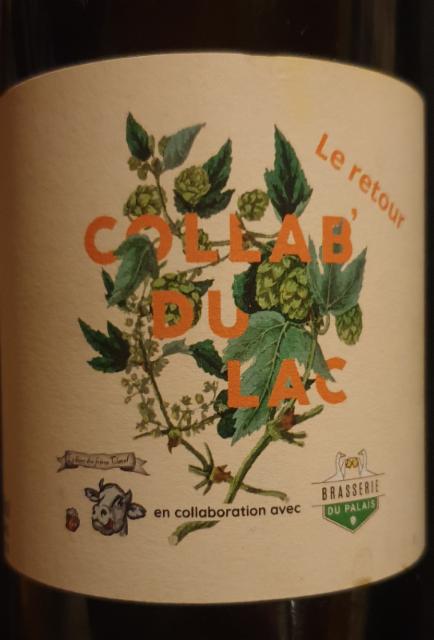 Le retour
COLLAB'
DU
LAC
en collaboration avec
BRASSERIE
DU PALAIS